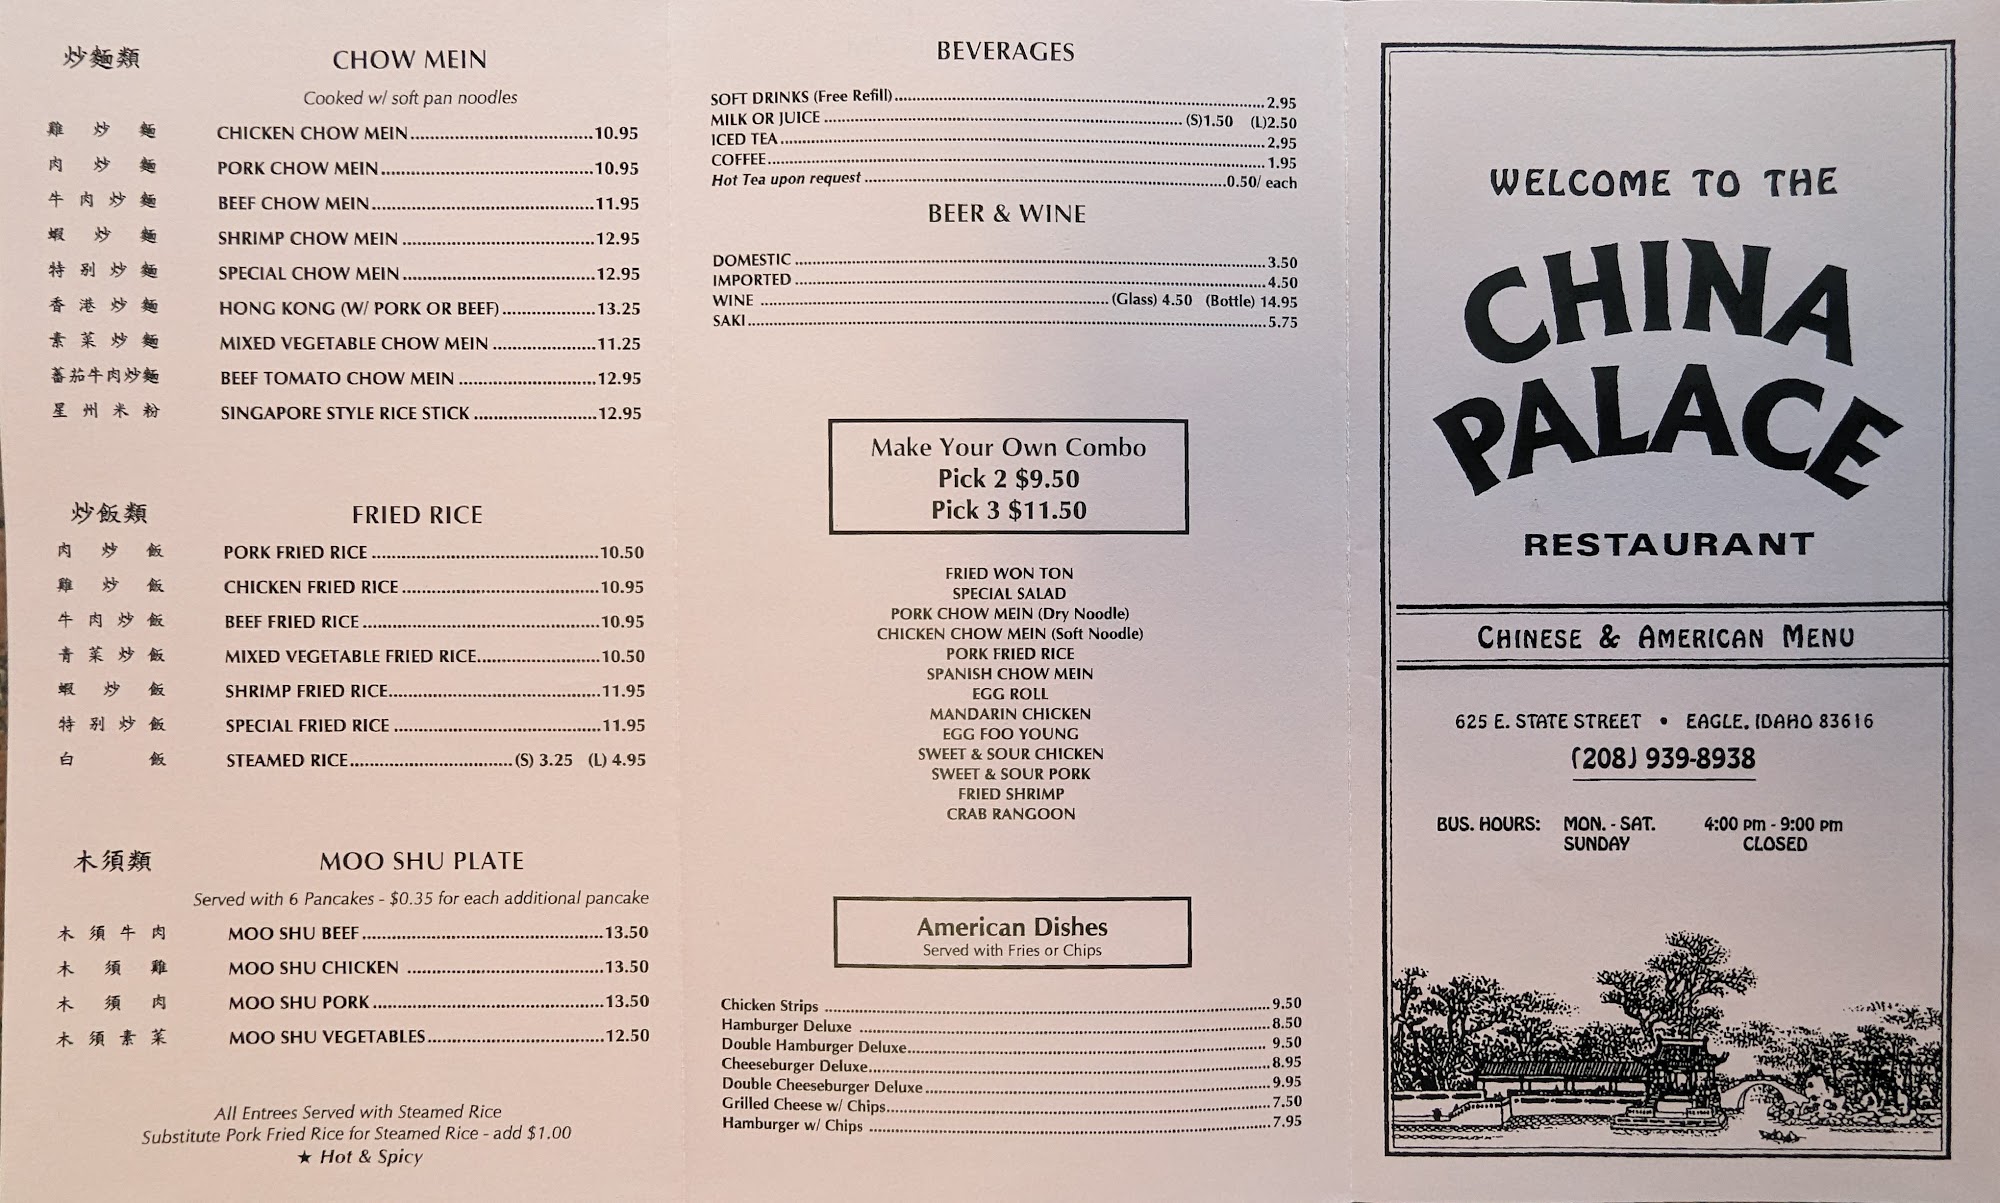 炒麵類 CHOW MEIN
Cooked w/ soft pan noodles
雞炒麵 CHICKEN CHOW MEIN 10.95
肉炒麵 PORK CHOW MEIN 10.95
牛肉炒麵 BEEF CHOW MEIN 11.95
蝦炒麵 SHRIMP CHOW MEIN 12.95
特别炒麵 SPECIAL CHOW MEIN 12.95
香港炒麵 HONG KONG (W/ PORK OR BEEF) 13.25
素菜炒麵 MIXED VEGETABLE CHOW MEIN 11.25
蕃茄牛肉炒麵 BEEF TOMATO CHOW MEIN 12.95
星州米粉 SINGAPORE STYLE RICE STICK 12.95
炒飯類 FRIED RICE
肉炒飯 PORK FRIED RICE 10.50
雞炒飯 CHICKEN FRIED RICE 10.95
牛肉炒飯 BEEF FRIED RICE 10.95
青菜炒飯 MIXED VEGETABLE FRIED RICE 10.50
蝦炒飯 SHRIMP FRIED RICE 11.95
特别炒飯 SPECIAL FRIED RICE 11.95
白飯 STEAMED RICE (S) 3.25 (L) 4.95
木須類 MOO SHU PLATE
Served with 6 Pancakes - $0.35 for each additional pancake
木須牛肉 MOO SHU BEEF 13.50
木須雞 MOO SHU CHICKEN 13.50
木須肉 MOO SHU PORK 13.50
木須素菜 MOO SHU VEGETABLES 12.50
All Entrees Served with Steamed Rice
Substitute Pork Fried Rice for Steamed Rice - add $1.00
★ Hot & Spicy
BEVERAGES
SOFT DRINKS (Free Refill) 2.95
MILK OR JUICE (S)1.50 (L)2.50
ICED TEA 2.95
COFFEE 1.95
Hot Tea upon request 0.50/ each
BEER & WINE
DOMESTIC 3.50
IMPORTED 4.50
WINE (Glass) 4.50 (Bottle) 14.95
SAKI 5.75
Make Your Own Combo
Pick 2 $9.50
Pick 3 $11.50
FRIED WON TON
SPECIAL SALAD
PORK CHOW MEIN (Dry Noodle)
CHICKEN CHOW MEIN (Soft Noodle)
PORK FRIED RICE
SPANISH CHOW MEIN
EGG ROLL
MANDARIN CHICKEN
EGG FOO YOUNG
SWEET & SOUR CHICKEN
SWEET & SOUR PORK
FRIED SHRIMP
CRAB RANGOON
American Dishes
Served with Fries or Chips
Chicken Strips 9.50
Hamburger Deluxe 8.50
Double Hamburger Deluxe 9.50
Cheeseburger Deluxe 8.95
Double Cheeseburger Deluxe 9.95
Grilled Cheese w/ Chips 7.50
Hamburger w/ Chips 7.95
WELCOME TO THE
CHINA
PALACE
RESTAURANT
CHINESE & AMERICAN MENU
625 E. STATE STREET • EAGLE, IDAHO 83616
(208) 939-8938
BUS. HOURS: MON. - SAT. 4:00 pm - 9:00 pm
SUNDAY CLOSED